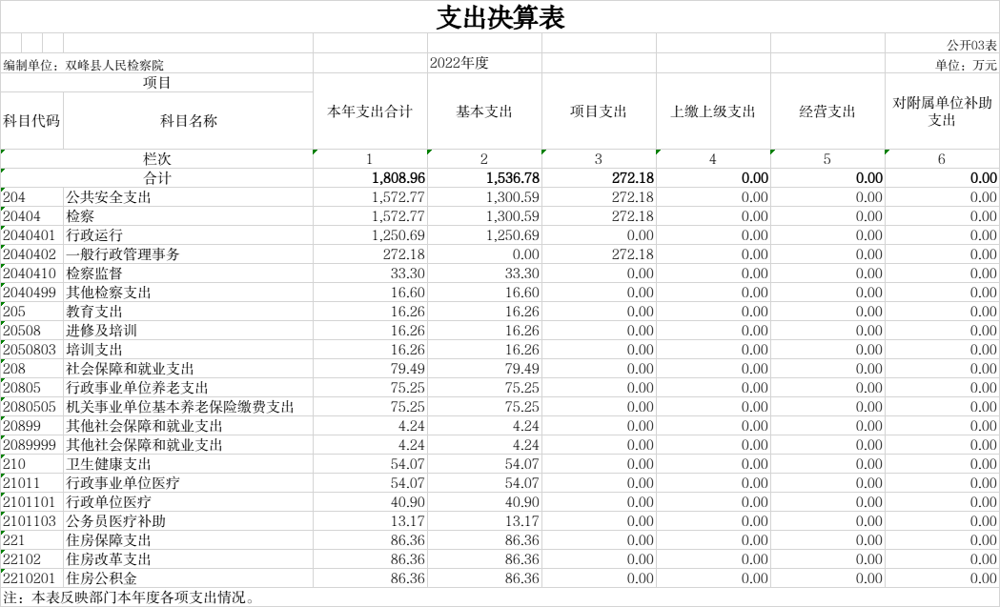 支出决算表
公开03表
编制单位：双峰县人民检察院 2022年度 单位：万元
项目 本年支出合计 基本支出 项目支出 上缴上级支出 经营支出 对附属单位补助支出
科目代码 科目名称
栏次 1 2 3 4 5 6
合计 1,808.96 1,536.78 272.18 0.00 0.00 0.00
204 公共安全支出 1,572.77 1,300.59 272.18 0.00 0.00 0.00
20404 检察 1,572.77 1,300.59 272.18 0.00 0.00 0.00
2040401 行政运行 1,250.69 1,250.69 0.00 0.00 0.00 0.00
2040402 一般行政管理事务 272.18 0.00 272.18 0.00 0.00 0.00
2040410 检察监督 33.30 33.30 0.00 0.00 0.00 0.00
2040499 其他检察支出 16.60 16.60 0.00 0.00 0.00 0.00
205 教育支出 16.26 16.26 0.00 0.00 0.00 0.00
20508 进修及培训 16.26 16.26 0.00 0.00 0.00 0.00
2050803 培训支出 16.26 16.26 0.00 0.00 0.00 0.00
208 社会保障和就业支出 79.49 79.49 0.00 0.00 0.00 0.00
20805 行政事业单位养老支出 75.25 75.25 0.00 0.00 0.00 0.00
2080505 机关事业单位基本养老保险缴费支出 75.25 75.25 0.00 0.00 0.00 0.00
20899 其他社会保障和就业支出 4.24 4.24 0.00 0.00 0.00 0.00
2089999 其他社会保障和就业支出 4.24 4.24 0.00 0.00 0.00 0.00
210 卫生健康支出 54.07 54.07 0.00 0.00 0.00 0.00
21011 行政事业单位医疗 54.07 54.07 0.00 0.00 0.00 0.00
2101101 行政单位医疗 40.90 40.90 0.00 0.00 0.00 0.00
2101103 公务员医疗补助 13.17 13.17 0.00 0.00 0.00 0.00
221 住房保障支出 86.36 86.36 0.00 0.00 0.00 0.00
22102 住房改革支出 86.36 86.36 0.00 0.00 0.00 0.00
2210201 住房公积金 86.36 86.36 0.00 0.00 0.00 0.00
注：本表反映部门本年度各项支出情况。